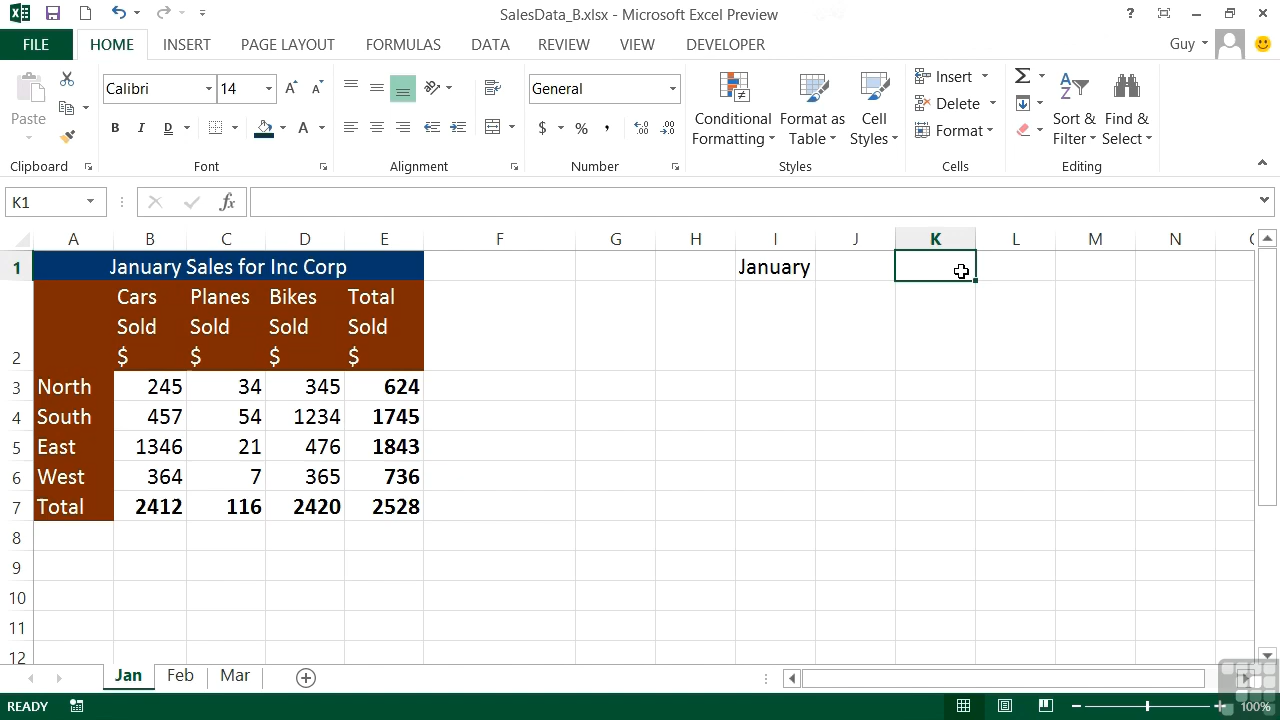 SalesData_B.xlsx - Microsoft Excel Preview
FILE HOME INSERT PAGE LAYOUT FORMULAS DATA REVIEW VIEW DEVELOPER Guy
Paste
Calibri 14
B I D A
General
$ % ,
Conditional Formatting
Format as Table
Cell Styles
Insert
Delete
Format
Sort & Filter
Find & Select
Clipboard Font Alignment Number Styles Cells Editing
K1 fx
A B C D E F G H I J K L M N
1 January Sales for Inc Corp January
2 Cars Sold $ Planes Sold $ Bikes Sold $ Total Sold $
3 North 245 34 345 624
4 South 457 54 1234 1745
5 East 1346 21 476 1843
6 West 364 7 365 736
7 Total 2412 116 2420 2528
8
9
10
11
12
Jan Feb Mar
READY 100%